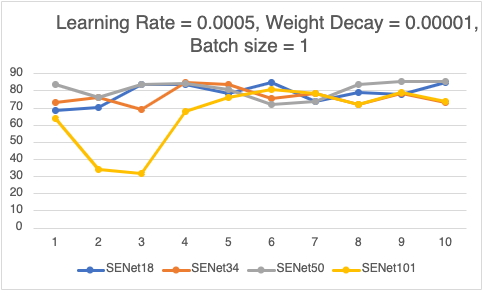 Learning Rate = 0.0005, Weight Decay = 0.00001,
Batch size = 1
90
80
70
60
50
40
30
20
10
0
1 2 3 4 5 6 7 8 9 10
SENet18 SENet34 SENet50 SENet101